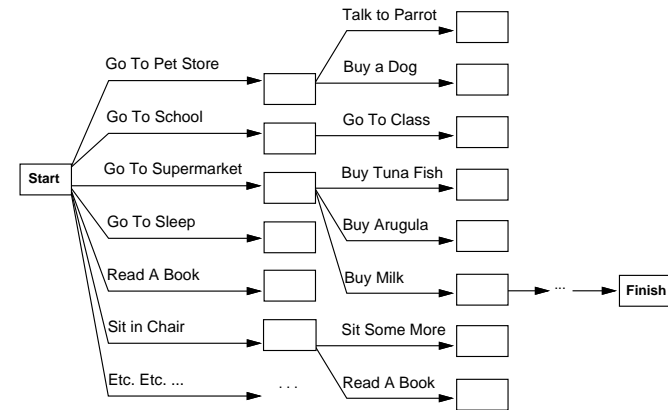 Talk to Parrot
Go To Pet Store
Buy a Dog
Go To School
Go To Class
Go To Supermarket
Buy Tuna Fish
Start
Go To Sleep
Buy Arugula
Read A Book
Buy Milk
...
Finish
Sit in Chair
Sit Some More
Etc. Etc. ...
. . .
Read A Book